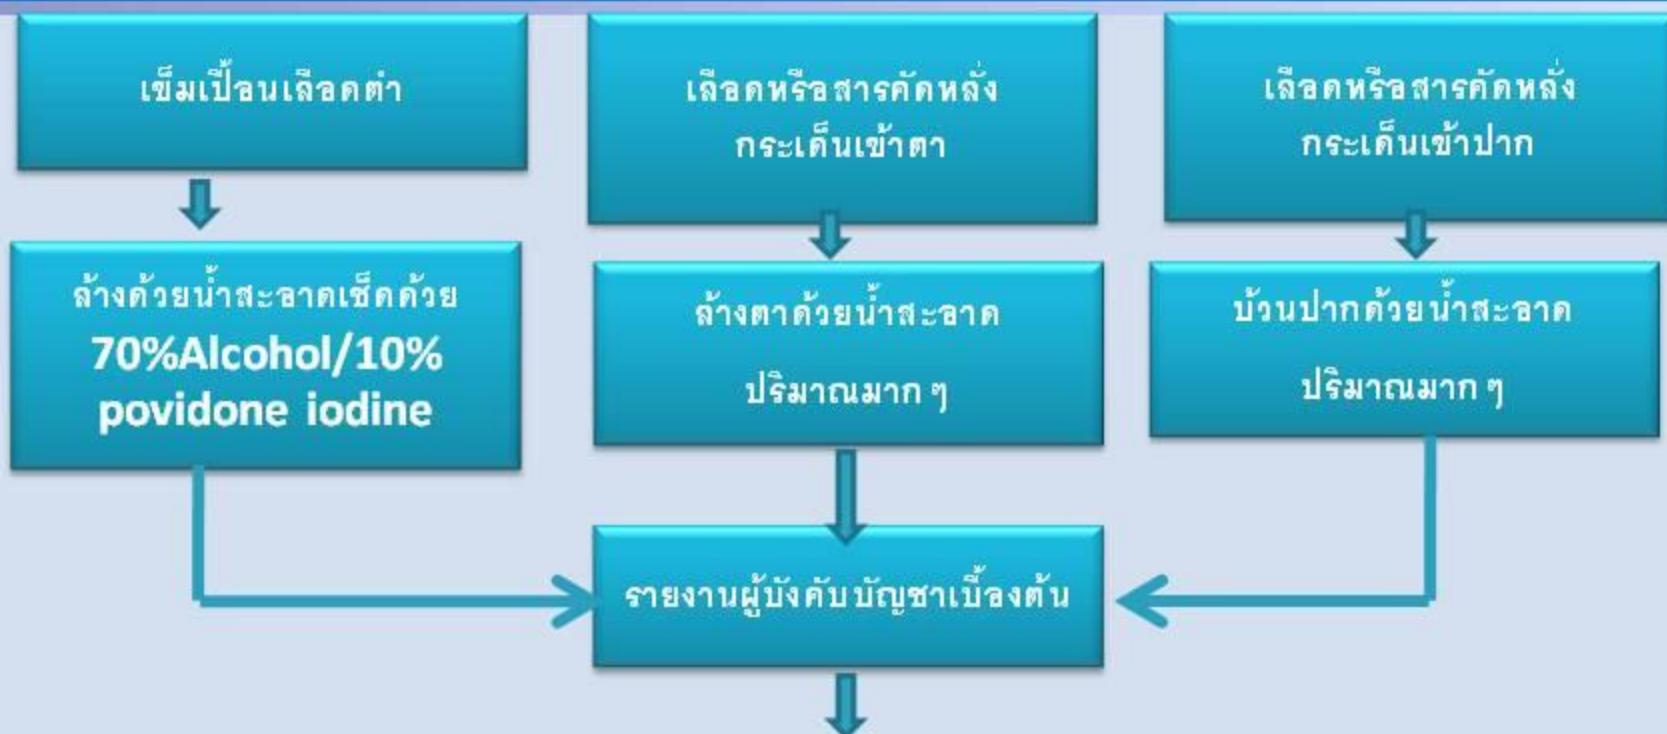 เข็มเปื้อนเลือดตำ
เลือดหรือสารคัดหลั่ง
กระเด็นเข้าตา
เลือดหรือสารคัดหลั่ง
กระเด็นเข้าปาก
ล้างด้วยน้ำสะอาดเช็ดด้วย
70%Alcohol/10%
povidone iodine
ล้างตาด้วยน้ำสะอาด
ปริมาณมาก ๆ
บ้วนปากด้วยน้ำสะอาด
ปริมาณมาก ๆ
รายงานผู้บังคับบัญชาเบื้องต้น